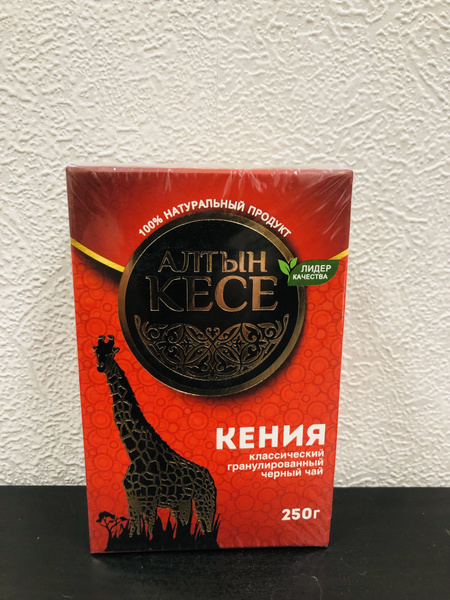 100% НАТУРАЛЬНЫЙ ПРОДУКТ
АЛТЫН
КЕСЕ
ЛИДЕР
КАЧЕСТВА
КЕНИЯ
классический
гранулированный
черный чай
250г